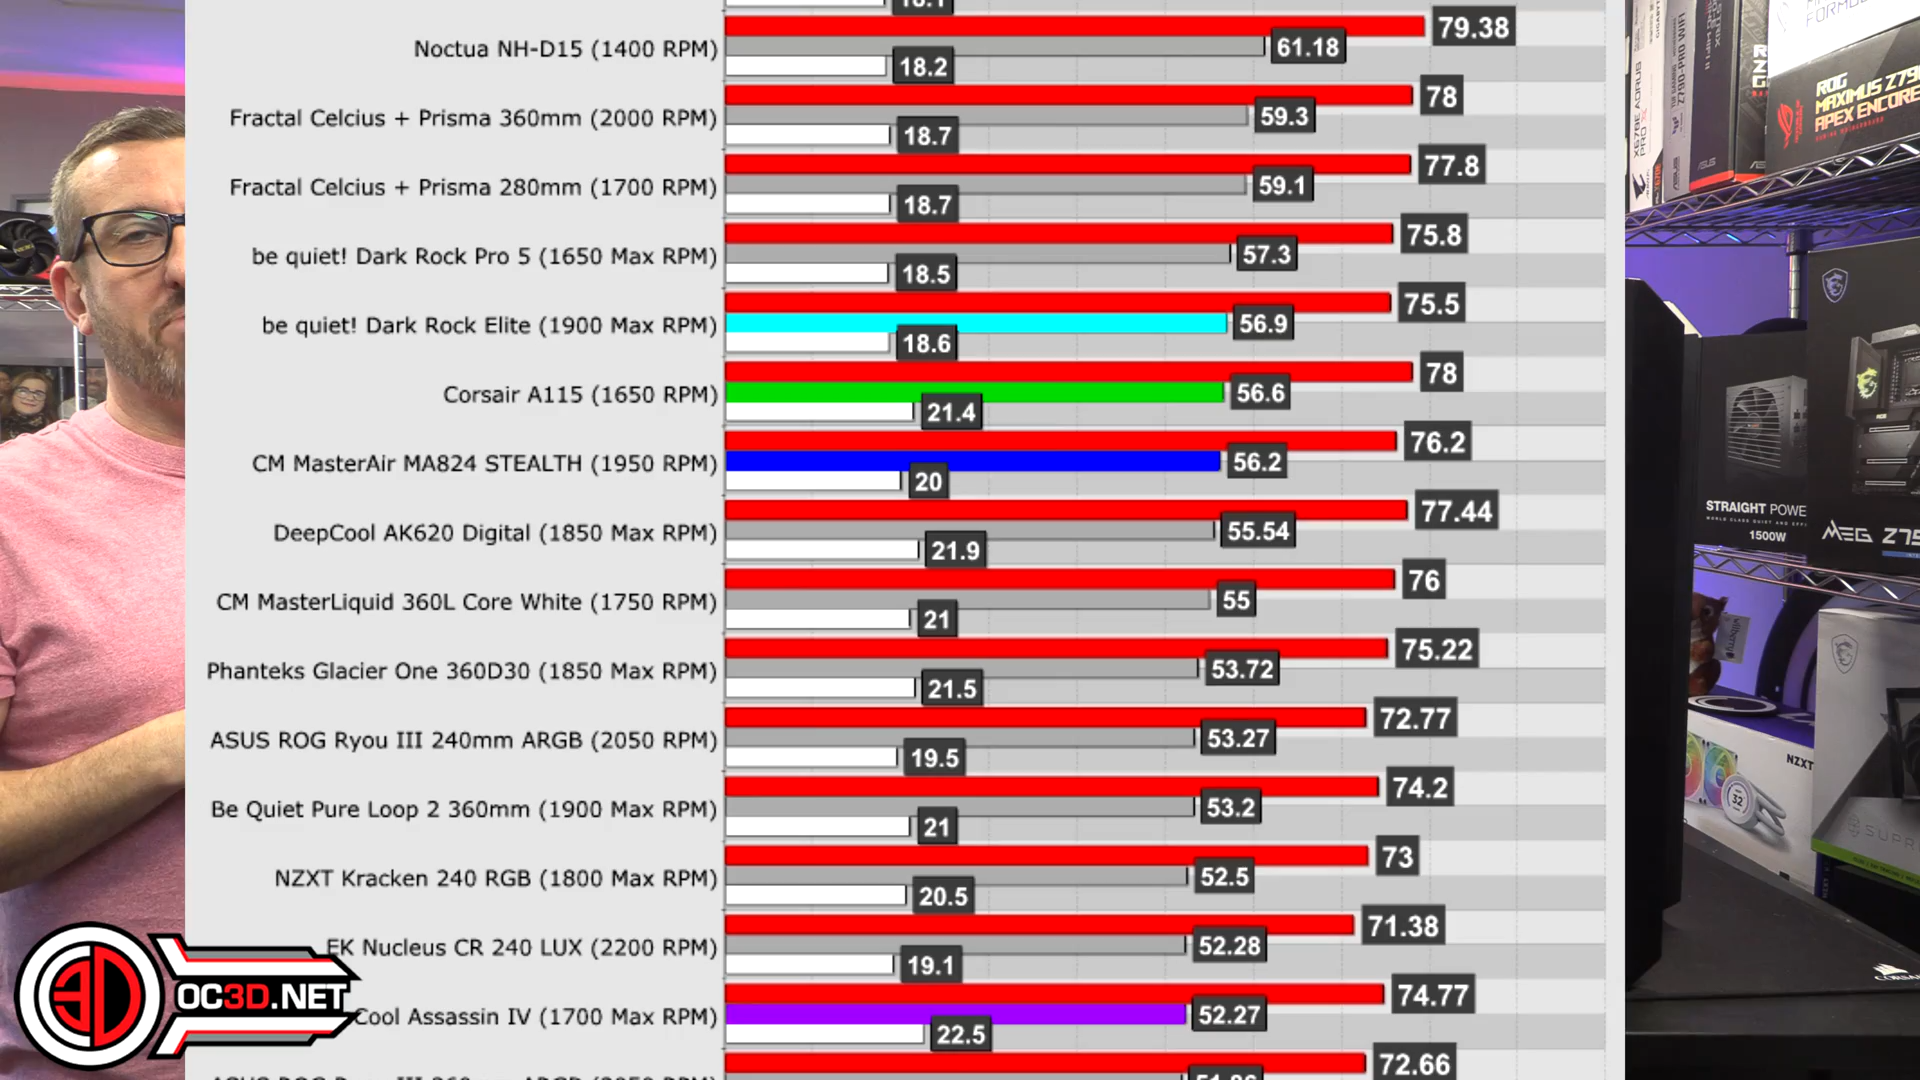 79.38
Noctua NH-D15 (1400 RPM)
61.18
18.2
78
Fractal Celcius + Prisma 360mm (2000 RPM)
59.3
18.7
77.8
Fractal Celcius + Prisma 280mm (1700 RPM)
59.1
18.7
75.8
be quiet! Dark Rock Pro 5 (1650 Max RPM)
57.3
18.5
75.5
be quiet! Dark Rock Elite (1900 Max RPM)
56.9
18.6
78
Corsair A115 (1650 RPM)
56.6
21.4
76.2
CM MasterAir MA824 STEALTH (1950 RPM)
56.2
20
77.44
DeepCool AK620 Digital (1850 Max RPM)
55.54
21.9
76
CM MasterLiquid 360L Core White (1750 RPM)
55
21
75.22
Phanteks Glacier One 360D30 (1850 Max RPM)
53.72
21.5
72.77
ASUS ROG Ryou III 240mm ARGB (2050 RPM)
53.27
19.5
74.2
Be Quiet Pure Loop 2 360mm (1900 Max RPM)
53.2
21
73
NZXT Kracken 240 RGB (1800 Max RPM)
52.5
20.5
71.38
EK Nucleus CR 240 LUX (2200 RPM)
52.28
19.1
74.77
Cool Assassin IV (1700 Max RPM)
52.27
22.5
72.66
OC3D.NET
ROG
MAXIMUS Z790
APEX ENCORE
STRAIGHT POWE
1500W
MEG Z79
NZXT
32